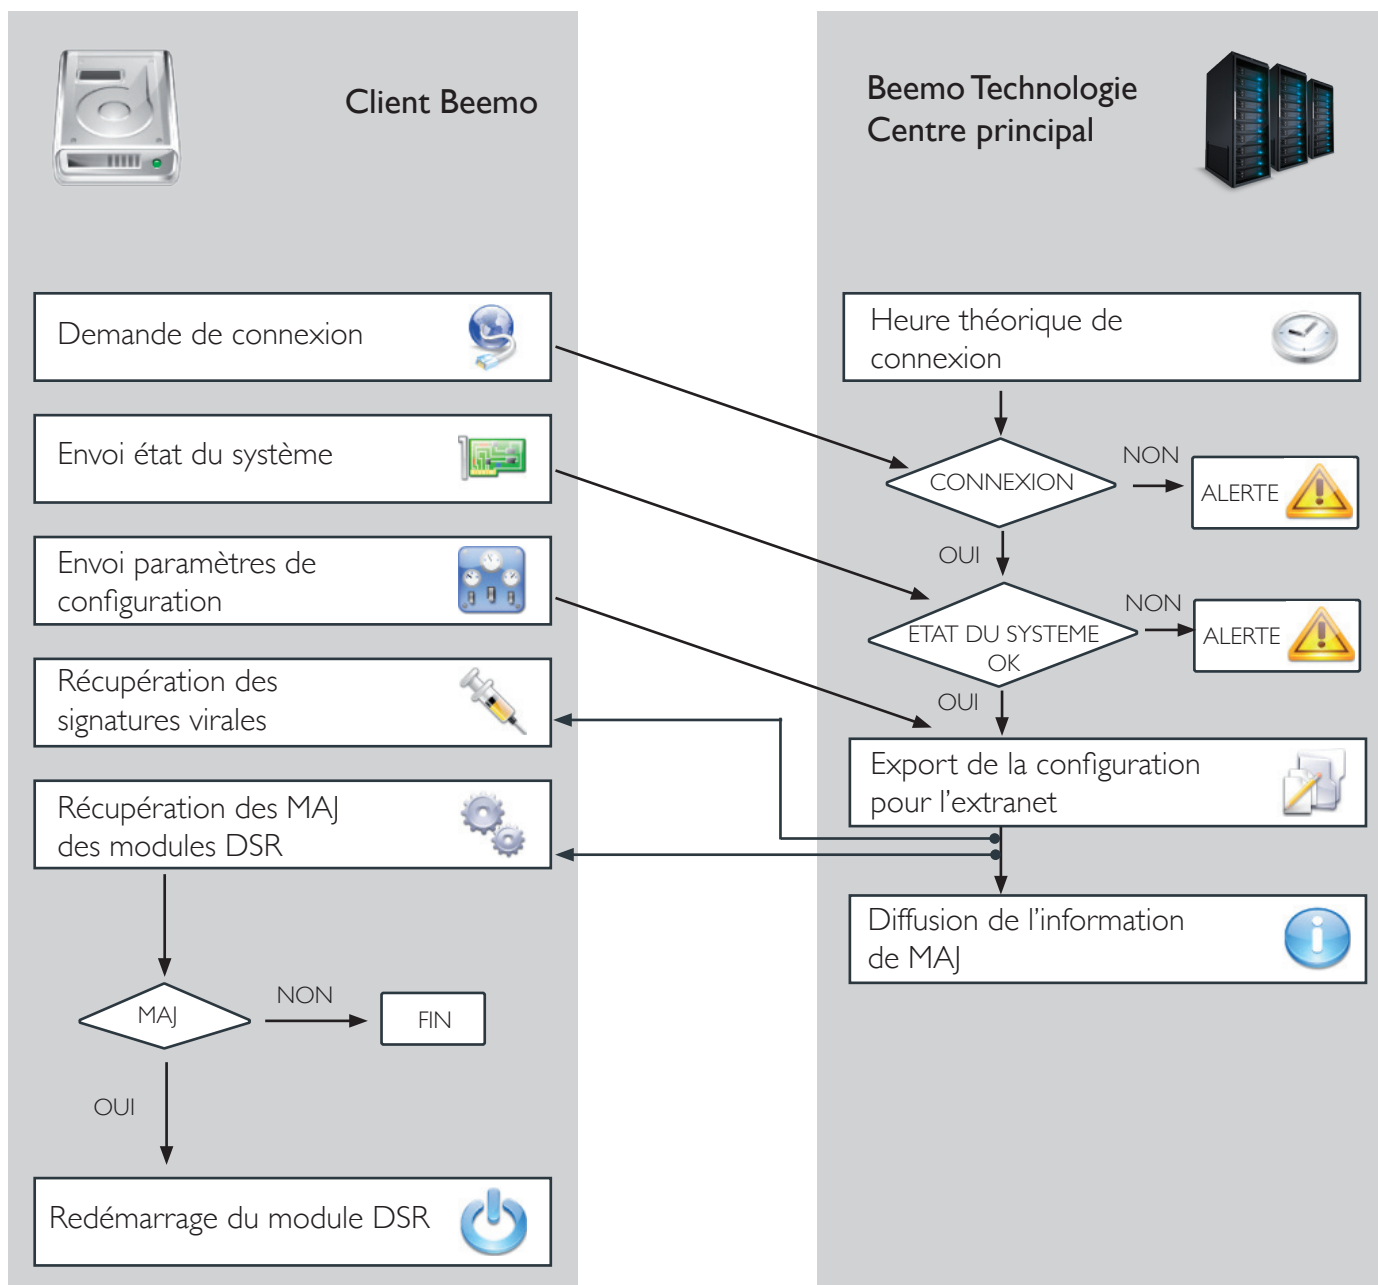 Client Beemo
Beemo Technologie
Centre principal
Demande de connexion
Envoi état du système
Envoi paramètres de
configuration
Récupération des
signatures virales
Récupération des MAJ
des modules DSR
MAJ
NON
FIN
OUI
Redémarrage du module DSR
Heure théorique de
connexion
CONNEXION
NON
ALERTE
OUI
ETAT DU SYSTEME
OK
NON
ALERTE
OUI
Export de la configuration
pour l'extranet
Diffusion de l'information
de MAJ